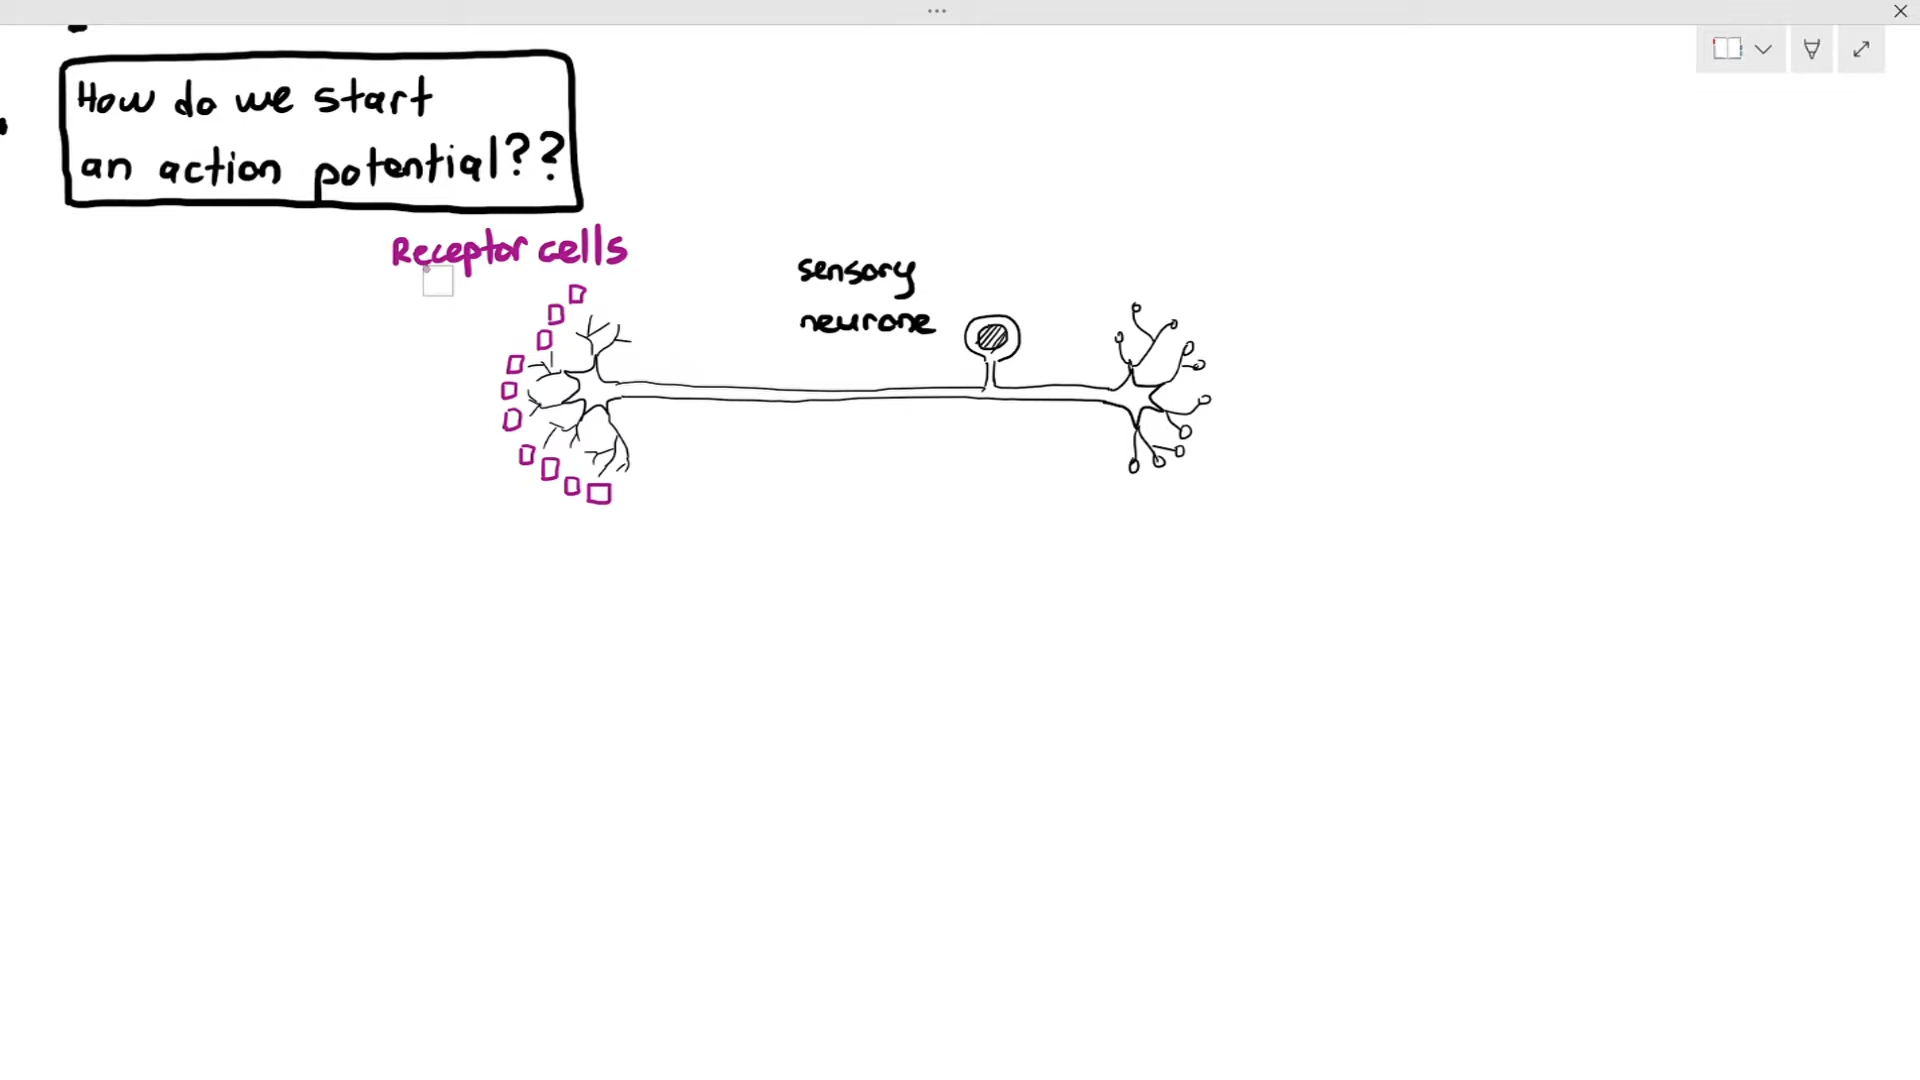 How do we start
an action potential??
Receptor cells
sensory
neurone